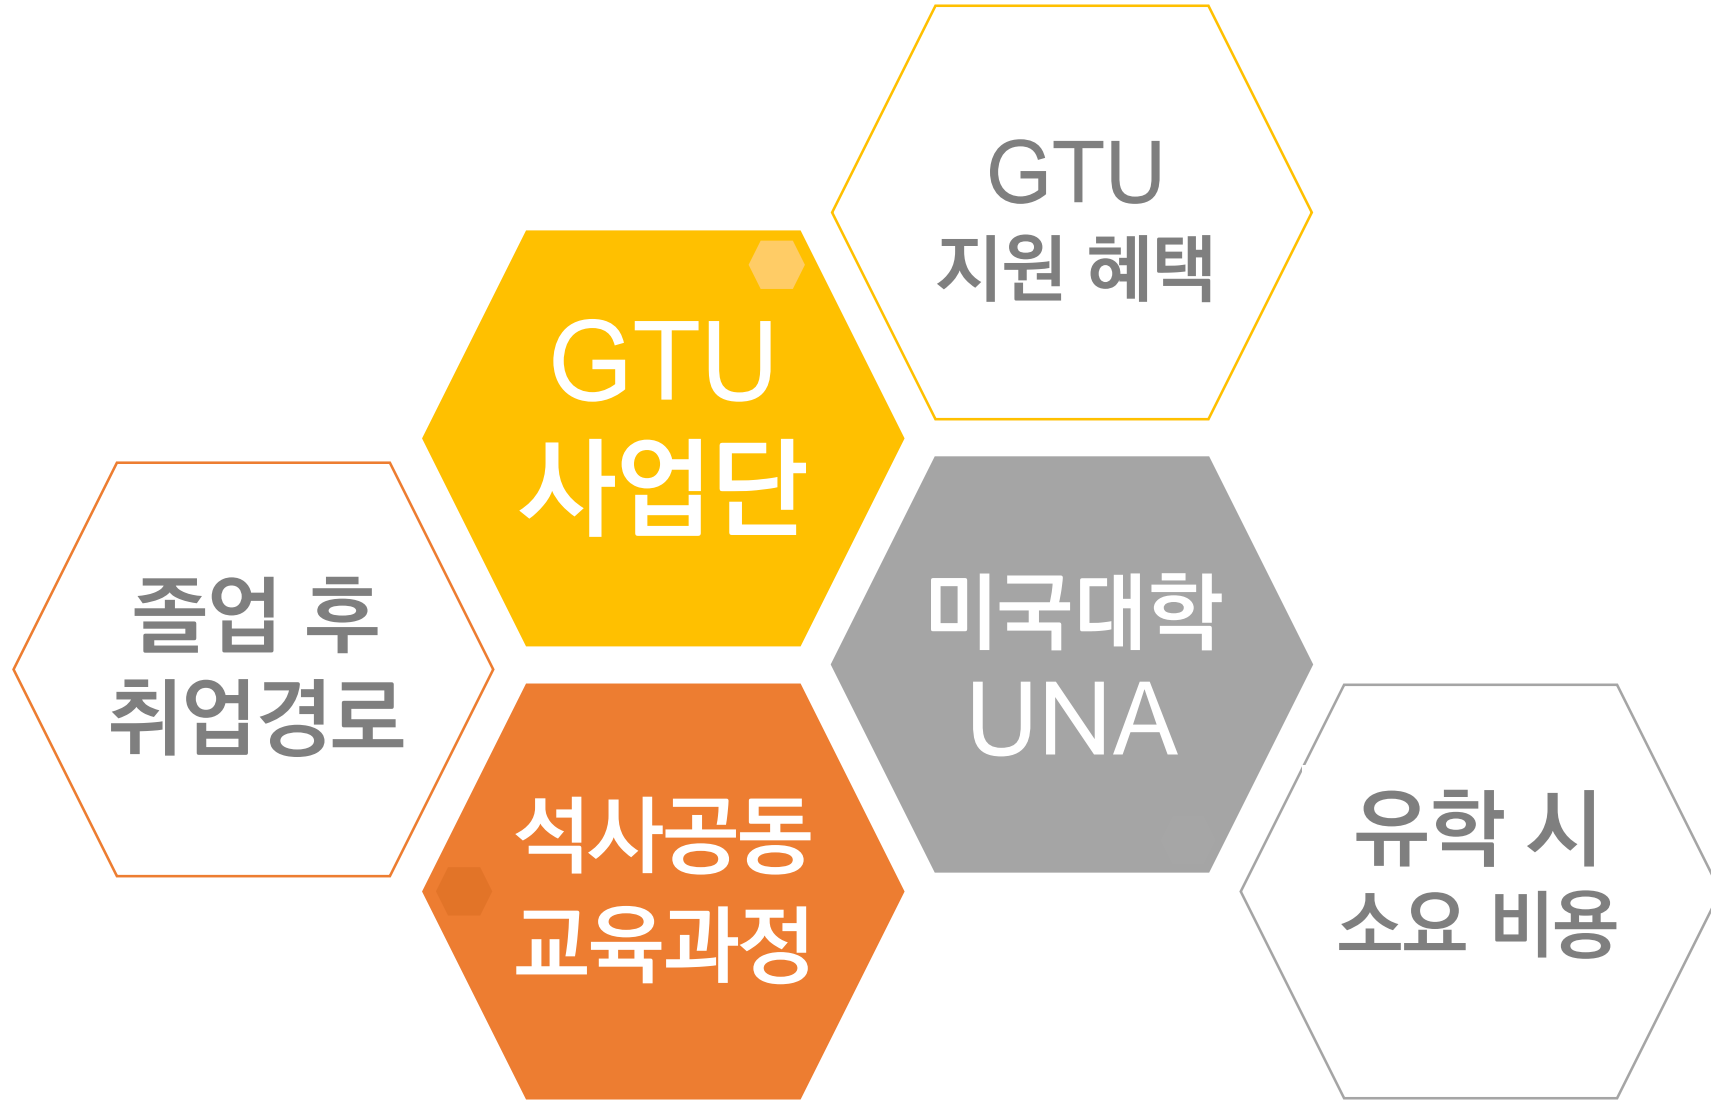 GTU
지원 혜택
GTU
사업단
졸업 후
취업경로
미국대학
UNA
석사공동
교육과정
유학 시
소요 비용